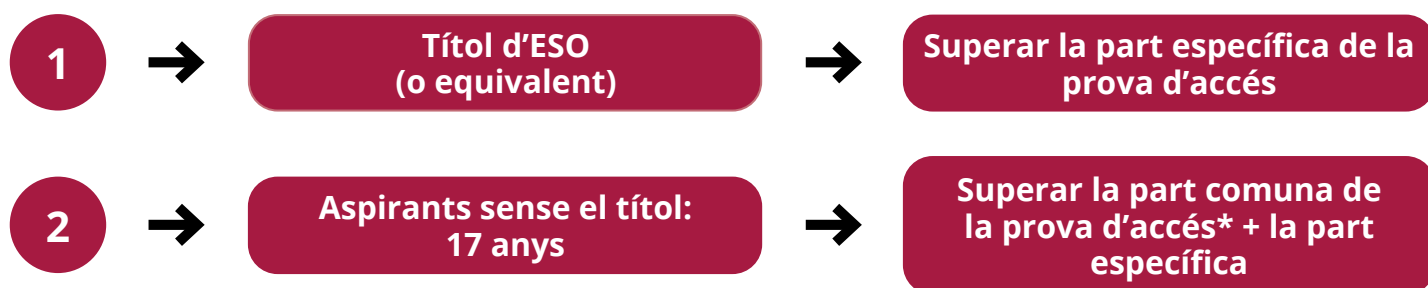 1
Títol d’ESO
(o equivalent)
Superar la part específica de la
prova d’accés
2
Aspirants sense el títol:
17 anys
Superar la part comuna de
la prova d’accés* + la part
específica